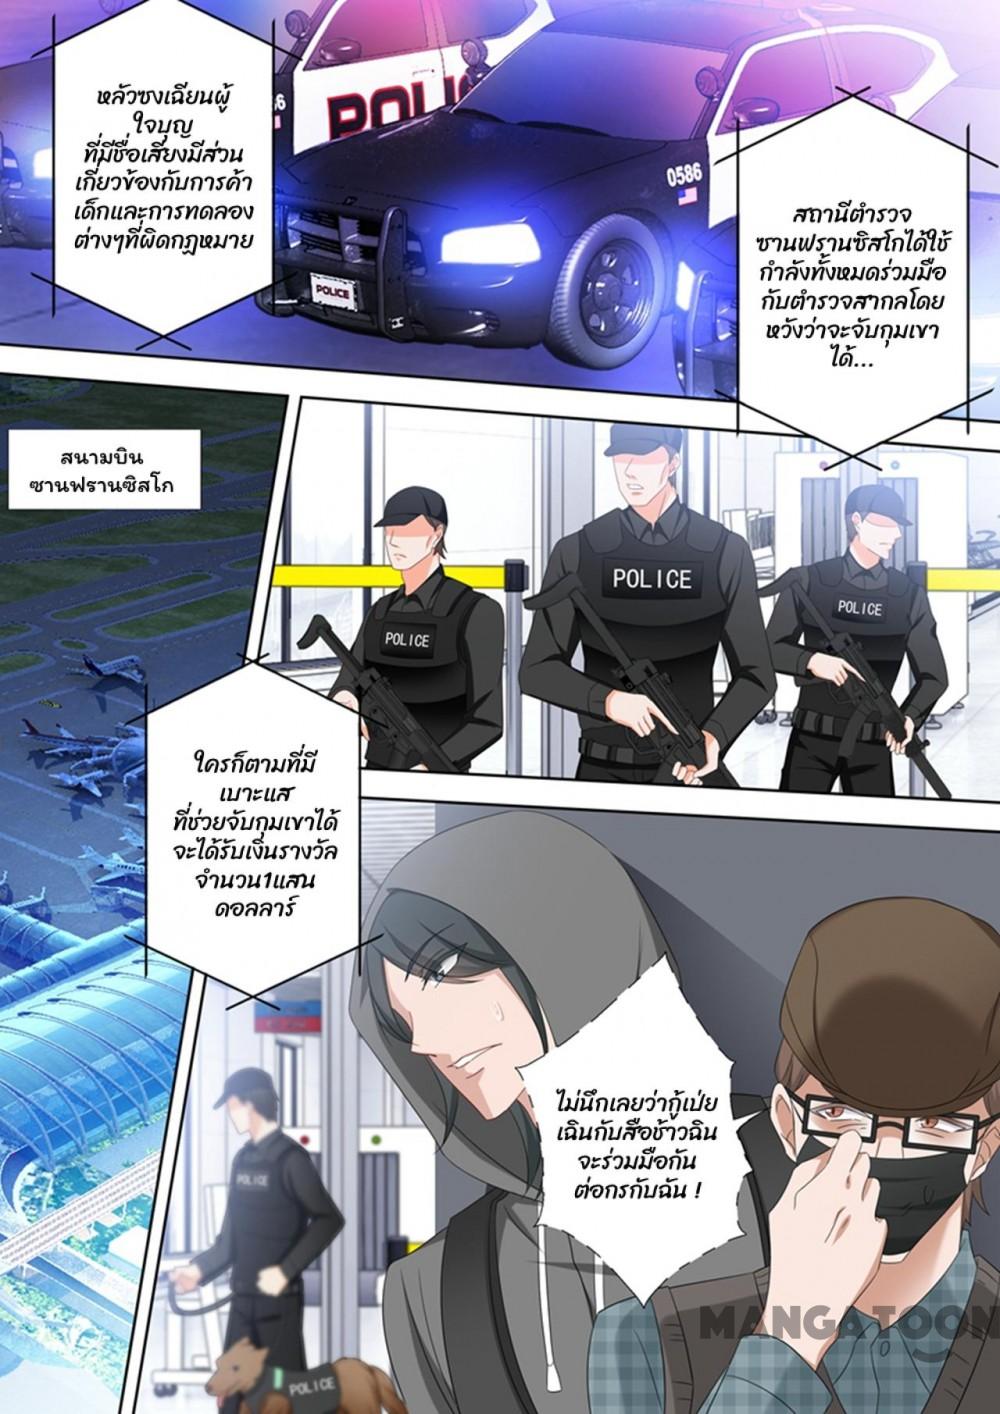 หลัวซงเฉียนผู้
ใจบุญ
ที่มีชื่อเสียงมีส่วน
เกี่ยวข้องกับการค้า
เด็กและการทดลอง
ต่างๆที่ผิดกฎหมาย
POLIC
0586
POLICE
สถานีตำรวจ
ซานฟรานซิสโกได้ใช้
กำลังทั้งหมดร่วมมือ
กับตำรวจสากลโดย
หวังว่าจะจับกุมเขา
ได้...
สนามบิน
ซานฟรานซิสโก
POLICE
POLICE
POLICE
ใครก็ตามที่มี
เบาะแส
ที่ช่วยจับกุมเขาได้
จะได้รับเงินรางวัล
จำนวน1แสน
ดอลลาร์
ไม่นึกเลยว่ากู้เป่ย
เฉินกับสือช้าวฉิน
จะร่วมมือกัน
ต่อกรกับฉัน !
POLICE
POLICE
MANGATOON